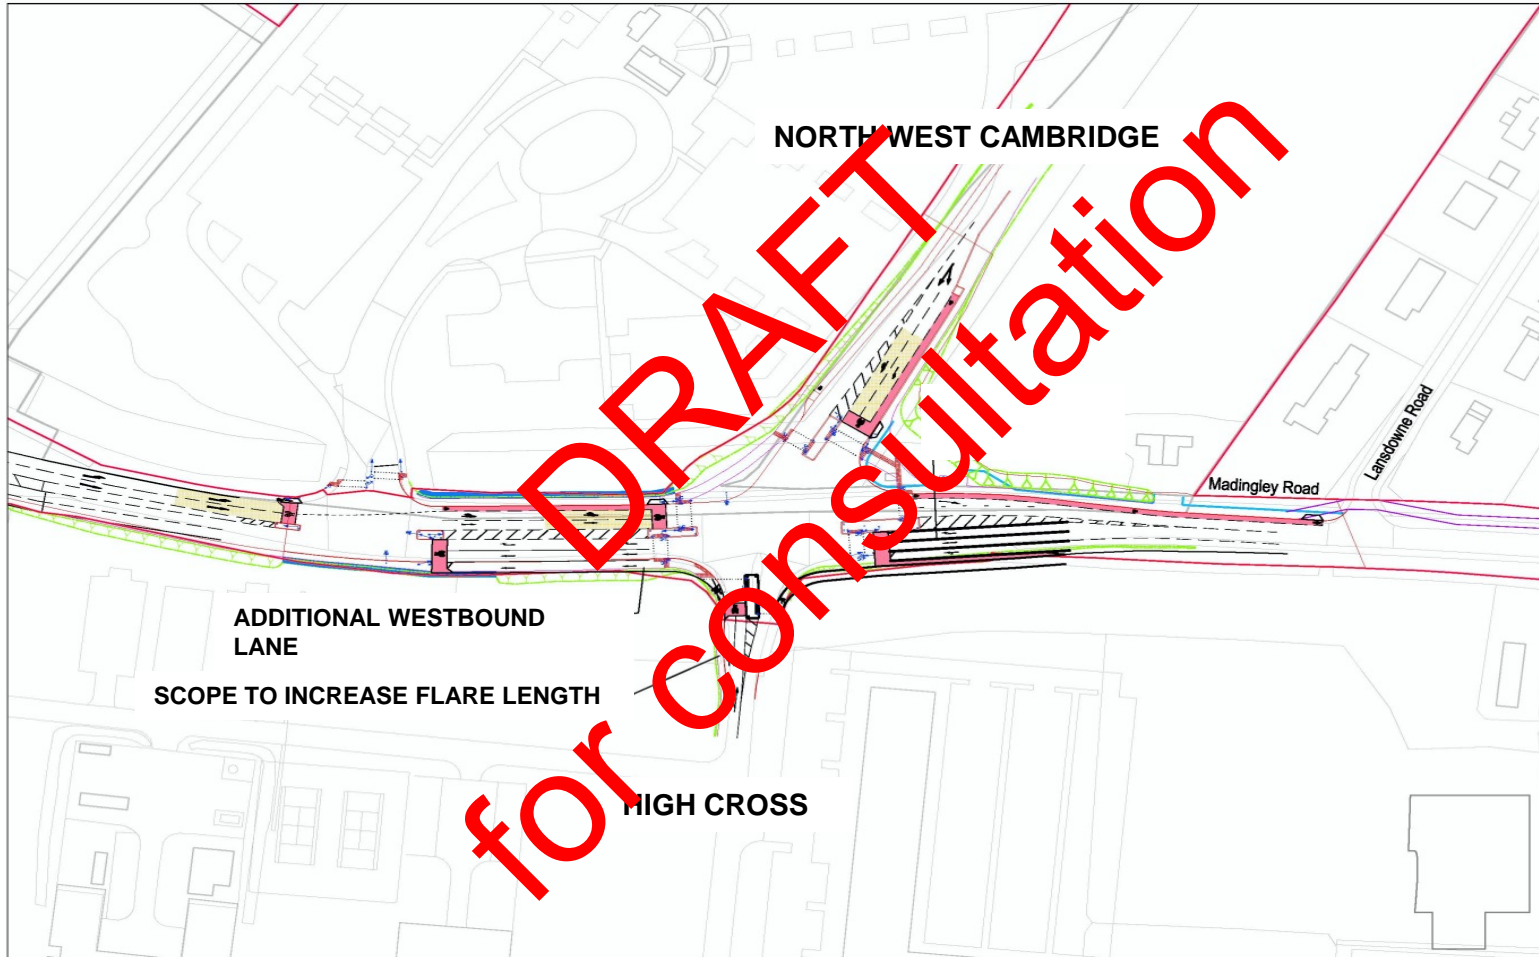 NORTH WEST CAMBRIDGE
DRAFT
for consultation
Lansdowne Road
Madingley Road
ADDITIONAL WESTBOUND
LANE
SCOPE TO INCREASE FLARE LENGTH
HIGH CROSS